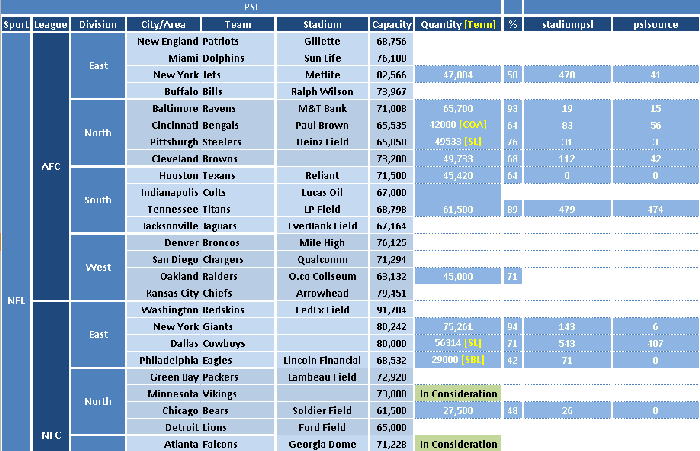 PSL
Sport League Division City/Area Team Stadium Capacity Quantity [Term] % stadiumpsl pslsource
New England Patriots Gillette 68,756
Miami Dolphins Sun Life 76,100
East
New York Jets Metlife 82,566 47,004 50 470 41
Buffalo Bills Ralph Wilson 73,967
Baltimore Ravens M&T Bank 71,008 65,700 93 19 15
Cincinnati Bengals Paul Brown 65,535 42000 [COA] 64 83 56
North
Pittsburgh Steelers Heinz Field 65,050 49533 [SL] 76 31 3
Cleveland Browns 73,200 49,733 68 112 42
AFC
Houston Texans Reliant 71,500 45,420 64 0 0
Indianapolis Colts Lucas Oil 67,000
South
Tennessee Titans LP Field 68,798 61,500 89 479 474
Jacksonville Jaguars EverBank Field 67,164
Denver Broncos Mile High 76,125
San Diego Chargers Qualcomm 71,294
West
Oakland Raiders O.co Coliseum 63,132 45,000 71
Kansas City Chiefs Arrowhead 79,451
NFL
Washington Redskins FedEx Field 91,704
New York Giants 80,242 75,261 94 143 6
East
Dallas Cowboys 80,000 56914 [SL] 71 543 407
Philadelphia Eagles Lincoln Financial 68,532 29000 [SBL] 42 71 0
Green Bay Packers Lambeau Field 72,928
Minnesota Vikings 73,000 In Consideration
North
Chicago Bears Soldier Field 61,500 27,500 48 26 0
Detroit Lions Ford Field 65,000
NFC
Atlanta Falcons Georgia Dome 71,228 In Consideration